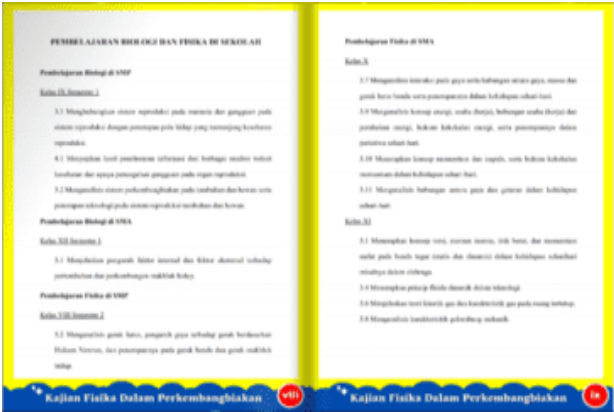 PEMBELAJARAN BIOLOGI DAN FISIKA DI SEKOLAH
Pembelajaran Biologi di SMP
Kelas IX Semester 1
3.1 Menghubungkan sistem reproduksi pada manusia dan gangguan pada
sistem reproduksi dengan penerapan pola hidup yang menunjang kesehatan
reproduksi.
4.1 Menyajikan hasil penelusuran informasi dari berbagai sumber terkait
kesehatan dan upaya pencegahan gangguan pada organ reproduksi.
3.2 Menganalisis sistem perkembangbiakan pada tumbuhan dan hewan serta
penerapan teknologi pada sistem reproduksi tumbuhan dan hewan.
Pembelajaran Biologi di SMA
Kelas XII Semester 1
3.1 Menjelaskan pengaruh faktor internal dan faktor eksternal terhadap
pertumbuhan dan perkembangan makhluk hidup.
Pembelajaran Fisika di SMP
Kelas VIII Semester 2
3.2 Menganalisis gerak lurus, pengaruh gaya terhadap gerak berdasarkan
Hukum Newton, dan penerapannya pada gerak benda dan gerak makhluk
hidup
Kajian Fisika Dalam Perkembangbiakan viii
Pembelajaran Fisika di SMA
Kelas X
3.7 Menganalisis interaksi pada gaya serta hubungan antara gaya, massa dan
gerak lurus benda serta penerapannya dalam kehidupan sehari-hari.
3.9 Menganalisis konsep energi, usaha (kerja), hubungan usaha (kerja) dan
perubahan energi, hukum kekekalan energi, serta penerapannya dalam
peristiwa sehari-hari.
3.10 Menerapkan konsep momentum dan impuls, serta hukum kekekalan
momentum dalam kehidupan sehari-hari.
3.11 Menganalisis hubungan antara gaya dan getaran dalam kehidupan
sehari-hari
Kelas XI
3.1 Menerapkan konsep torsi, momen inersia, titik berat, dan momentum
sudut pada benda tegar (statis dan dinamis) dalam kehidupan seharihari
misalnya dalam olahraga.
3.4 Menerapkan prinsip fluida dinamik dalam teknologi.
3.6 Menjelaskan teori kinetik gas dan karakteristik gas pada ruang tertutup.
3.8 Menganalisis karakteristik gelombang mekanik.
Kajian Fisika Dalam Perkembangbiakan ix